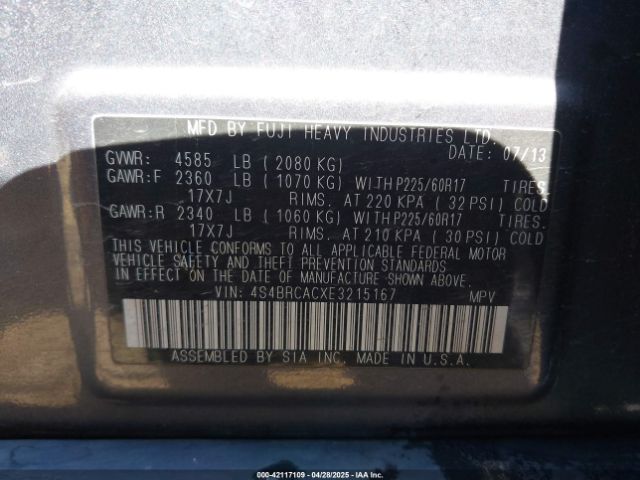 MFD BY FUJI HEAVY INDUSTRIES LTD.
DATE: 07/13
GVWR: 4585 LB (2080 KG)
GAWR:F 2360 LB (1070 KG) WITH P225/60R17 TIRES.
17X7J RIMS. AT 220 KPA (32 PSI) COLD
GAWR:R 2340 LB (1060 KG) WITH P225/60R17 TIRES.
17X7J RIMS. AT 210 KPA (30 PSI) COLD
THIS VEHICLE CONFORMS TO ALL APPLICABLE FEDERAL MOTOR
VEHICLE SAFETY AND THEFT PREVENTION STANDARDS
IN EFFECT ON THE DATE OF MANUFACTURE SHOWN ABOVE.
VIN: 4S4BRCACXE3215167 MPV
ASSEMBLED BY SIA INC. MADE IN U.S.A.
000-42117109 - 04/28/2025 - www.iaai.com